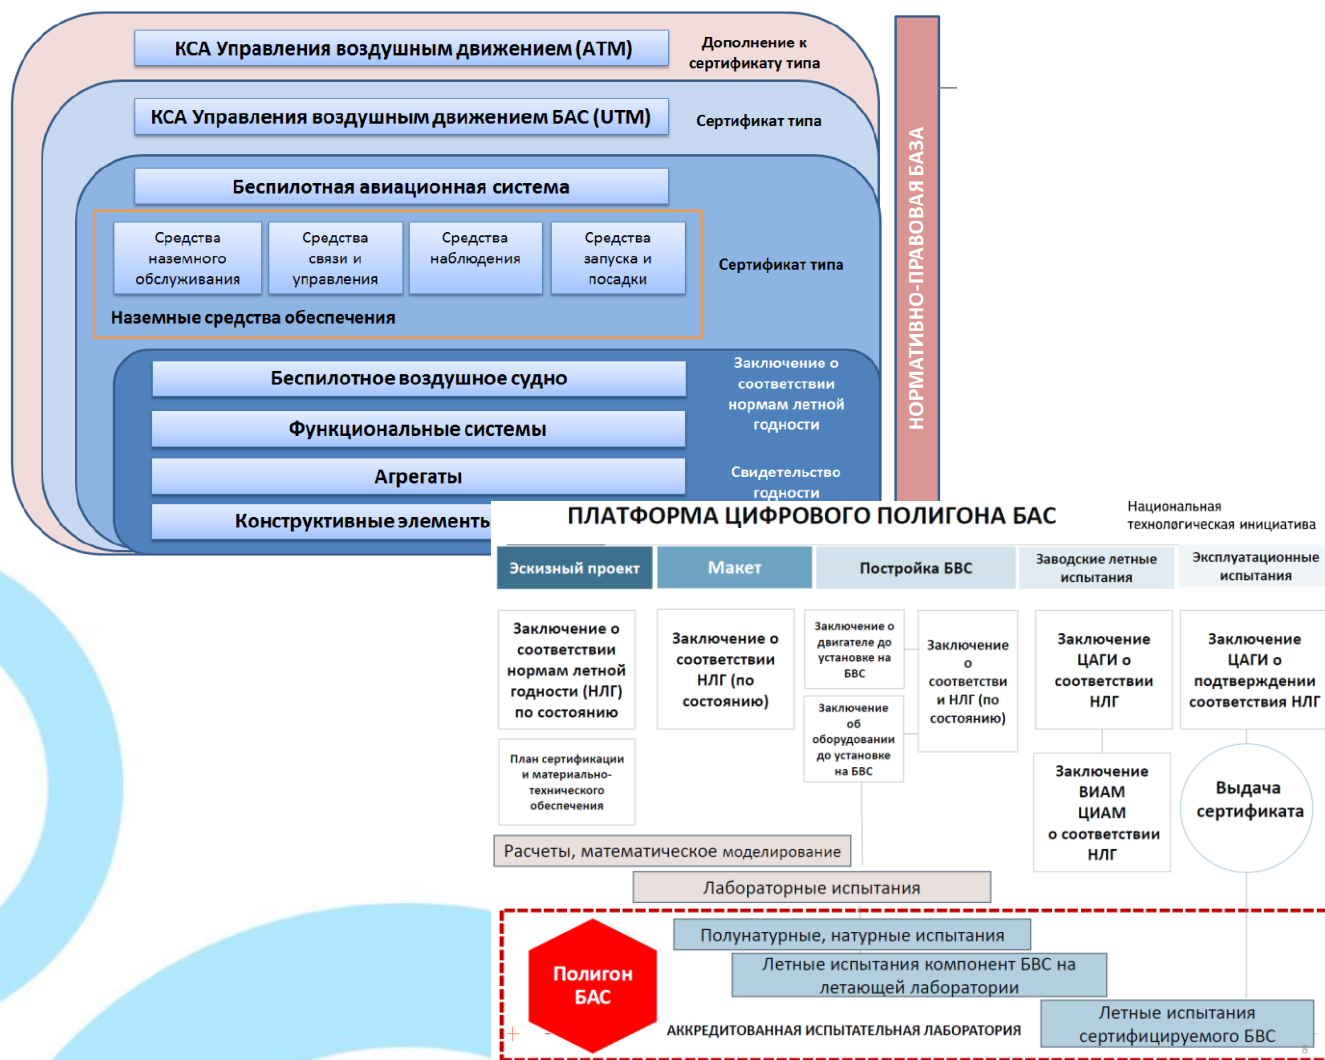 КСА Управления воздушным движением (ATM)
Дополнение к
сертификату типа
КСА Управления воздушным движением БАС (UTM)
Сертификат типа
Беспилотная авиационная система
Средства
наземного
обслуживания
Средства
связи и
управления
Средства
наблюдения
Средства
запуска и
посадки
Сертификат типа
Наземные средства обеспечения
Беспилотное воздушное судно
Заключение о
соответствии
нормам летной
годности
Функциональные системы
Агрегаты
Свидетельство
годности
Конструктивные элементы
НОРМАТИВНО-ПРАВОВАЯ БАЗА
ПЛАТФОРМА ЦИФРОВОГО ПОЛИГОНА БАС
Национальная
технологическая инициатива
Эскизный проект
Макет
Постройка БВС
Заводские летные
испытания
Эксплуатационные
испытания
Заключение о
соответствии
нормам летной
годности (НЛГ)
по состоянию
План сертификации
и материально-
технического
обеспечения
Заключение о
соответствии
НЛГ (по
состоянию)
Заключение о
двигателе до
установке на
БВС
Заключение
об
оборудовании
до установке
на БВС
Заключение
о
соответстви
и НЛГ (по
состоянию)
Заключение
ЦАГИ о
соответствии
НЛГ
Заключение
ВИАМ
ЦИАМ
о соответствии
НЛГ
Заключение
ЦАГИ о
подтверждении
соответствия НЛГ
Выдача
сертификата
Расчеты, математическое моделирование
Лабораторные испытания
Полунатурные, натурные испытания
Летные испытания компонент БВС на
летающей лаборатории
Летные испытания
сертифицируемого БВС
Полигон
БАС
АККРЕДИТОВАННАЯ ИСПЫТАТЕЛЬНАЯ ЛАБОРАТОРИЯ